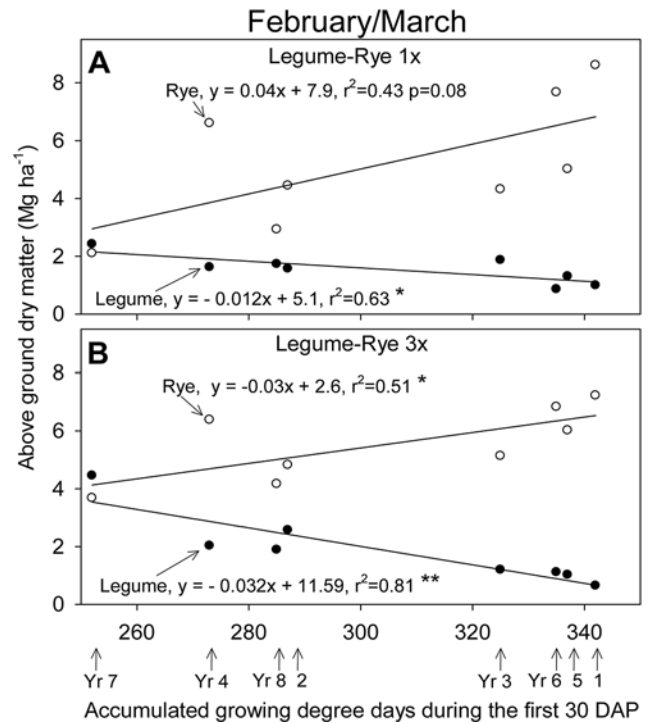 February/March
A
Legume-Rye 1x
Rye, y = 0.04x + 7.9, r²=0.43 p=0.08
Legume, y = - 0.012x + 5.1, r²=0.63 *
8
6
4
2
0
B
Legume-Rye 3x
Rye, y = -0.03x + 2.6, r²=0.51 *
Legume, y = - 0.032x + 11.59, r²=0.81 **
8
6
4
2
0
Above ground dry matter (Mg ha⁻¹)
260 280 300 320 340
Yr 7 Yr 4 Yr 8 2 Yr 3 Yr 6 5 1
Accumulated growing degree days during the first 30 DAP